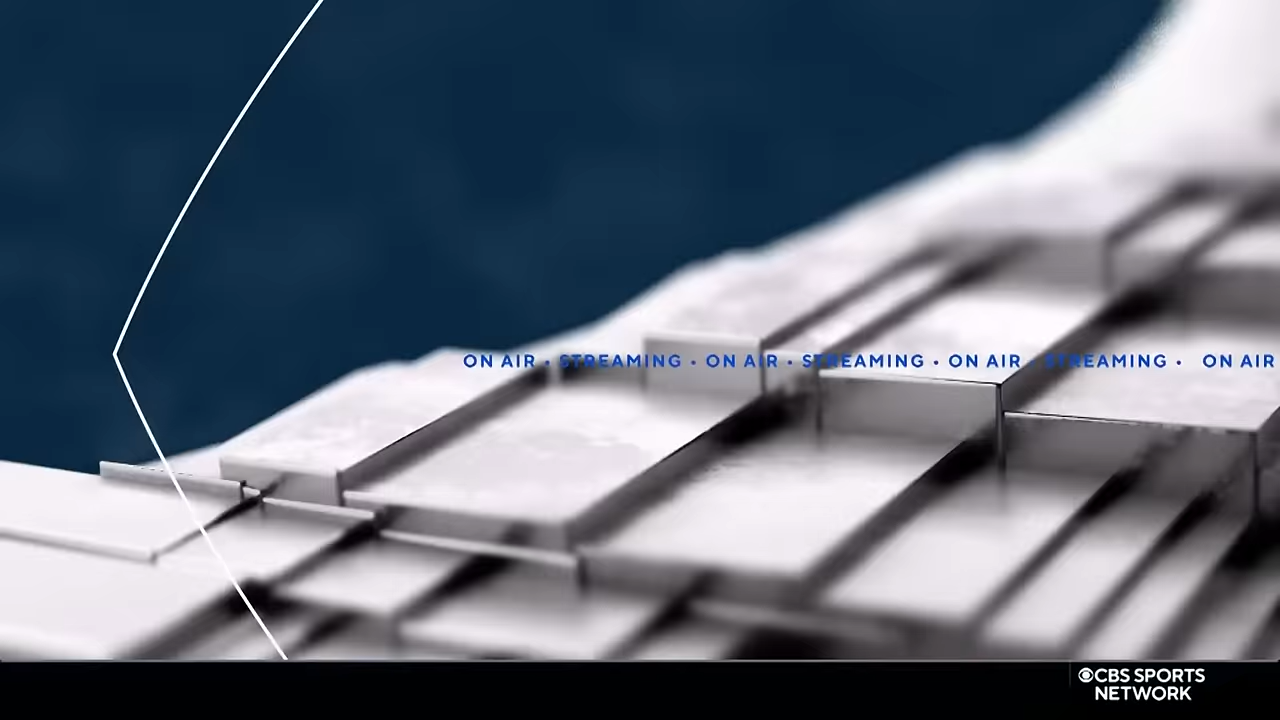 ON AIR • STREAMING • ON AIR • STREAMING • ON AIR • STREAMING • ON AIR
CBS SPORTS
NETWORK